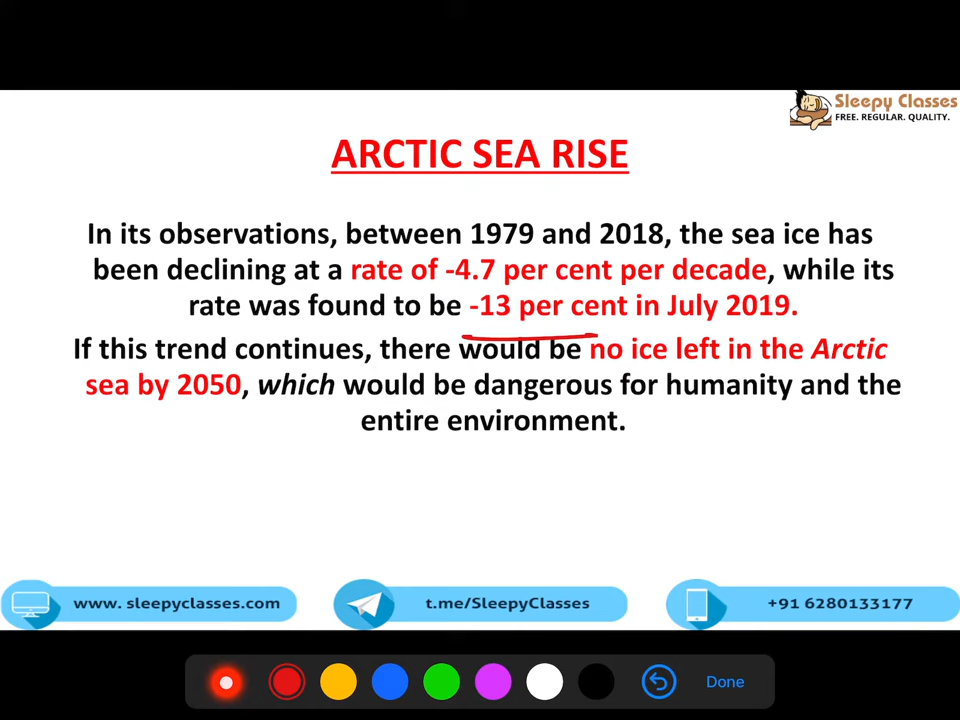 Sleepy Classes
FREE. REGULAR. QUALITY.
ARCTIC SEA RISE
In its observations, between 1979 and 2018, the sea ice has
been declining at a rate of -4.7 per cent per decade, while its
rate was found to be -13 per cent in July 2019.
If this trend continues, there would be no ice left in the Arctic
sea by 2050, which would be dangerous for humanity and the
entire environment.
www. sleepyclasses.com
t.me/SleepyClasses
+91 6280133177
Done